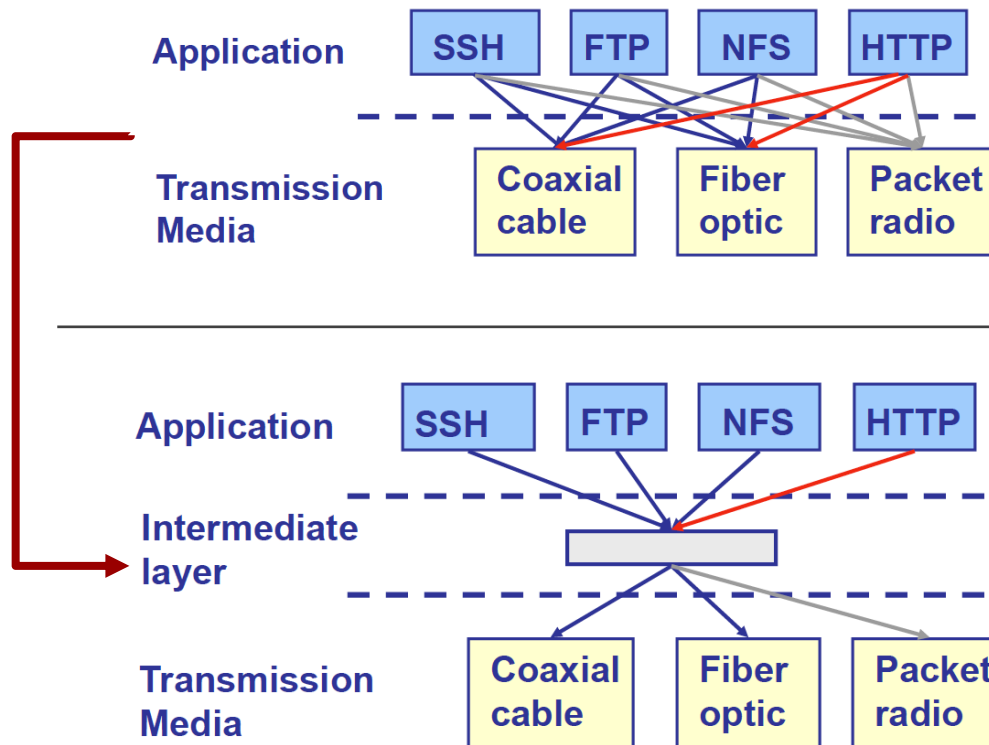 Application
SSH
FTP
NFS
HTTP
Transmission
Media
Coaxial
cable
Fiber
optic
Packet
radio
Application
SSH
FTP
NFS
HTTP
Intermediate
layer
Transmission
Media
Coaxial
cable
Fiber
optic
Packet
radio